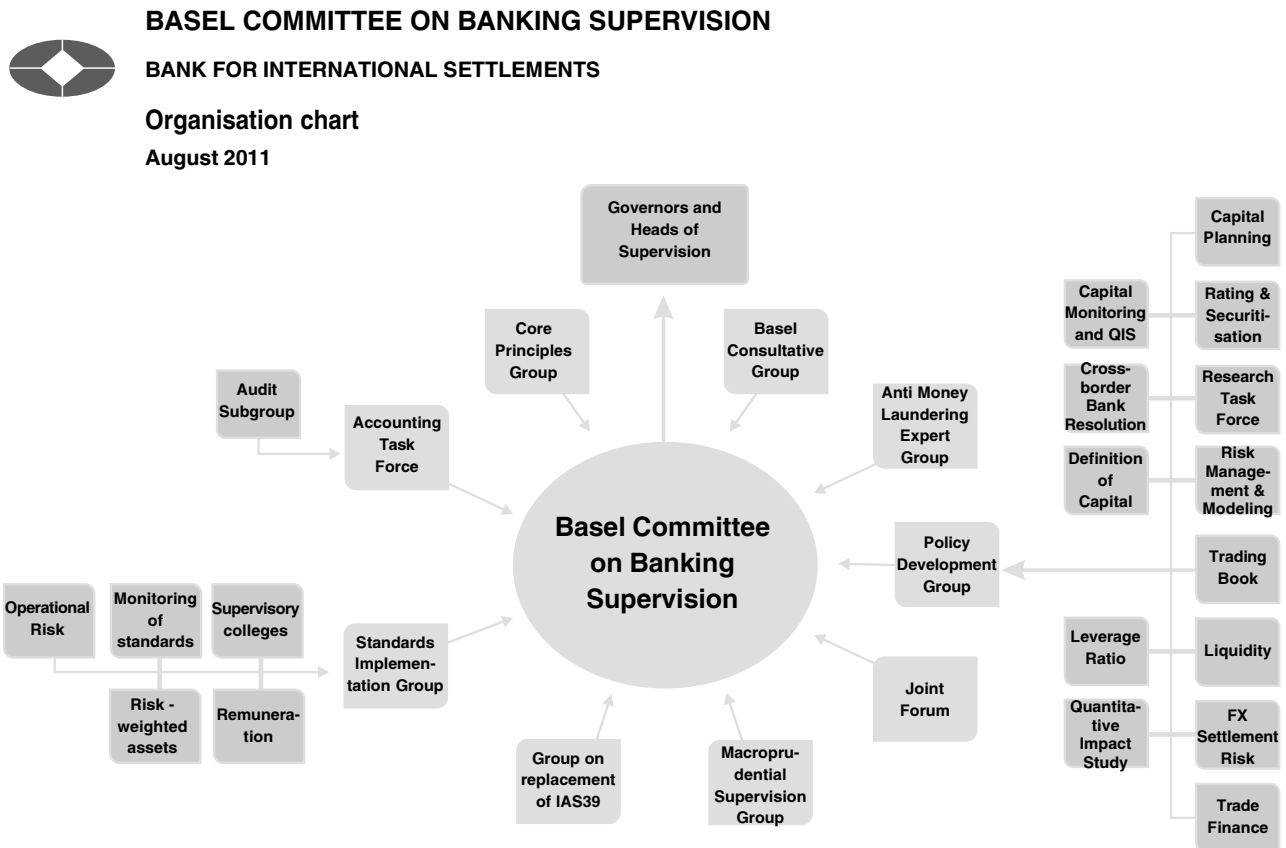 BASEL COMMITTEE ON BANKING SUPERVISION
BANK FOR INTERNATIONAL SETTLEMENTS
Organisation chart
August 2011
Governors and
Heads of
Supervision
Core
Principles
Group
Basel
Consultative
Group
Audit
Subgroup
Accounting
Task
Force
Anti Money
Laundering
Expert
Group
Basel Committee
on Banking
Supervision
Policy
Development
Group
Operational
Risk
Monitoring
of
standards
Supervisory
colleges
Risk -
weighted
assets
Remunera-
tion
Standards
Implemen-
tation Group
Group on
replacement
of IAS39
Macropru-
dential
Supervision
Group
Joint
Forum
Capital
Planning
Capital
Monitoring
and QIS
Rating &
Securiti-
sation
Cross-
border
Bank
Resolution
Research
Task
Force
Definition
of
Capital
Risk
Manage-
ment &
Modeling
Trading
Book
Leverage
Ratio
Liquidity
Quantita-
tive
Impact
Study
FX
Settlement
Risk
Trade
Finance